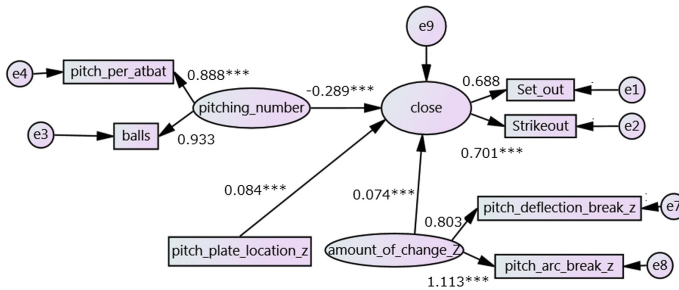 e9
e4
pitch_per_atbat
0.888***
-0.289***
0.688
Set_out
e1
pitching_number
close
e3
balls
0.933
Strikeout
e2
0.701***
0.084***
0.074***
pitch_deflection_break_z
e7
0.803
pitch_plate_location_z
amount_of_change_Z
pitch_arc_break_z
e8
1.113***